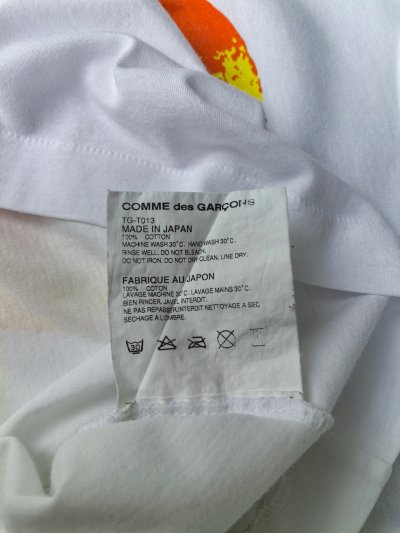 COMME des GARÇONS
TG-T013
MADE IN JAPAN
100% COTTON
MACHINE WASH 30°C. HAND WASH 30°C.
RINSE WELL. DO NOT BLEACH.
DO NOT IRON. DO NOT DRY CLEAN. LINE DRY.
FABRIQUE AU JAPON
100% COTON
LAVAGE MACHINE 30°C. LAVAGE MAINS 30°C.
BIEN RINCER. JAVEL INTERDIT.
NE PAS REPASSER. INTERDIT NETTOYAGE A SEC
SECHAGE A L'OMBRE.
30